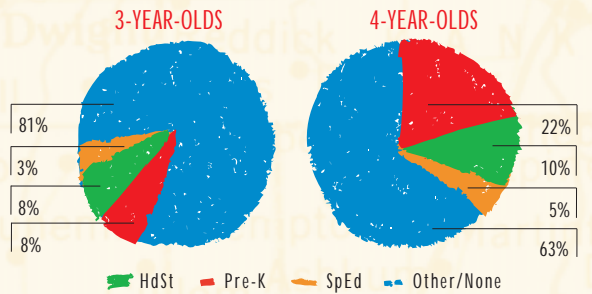 3-YEAR-OLDS
4-YEAR-OLDS
81%
3%
8%
8%
22%
10%
5%
63%
HdSt Pre-K SpEd Other/None